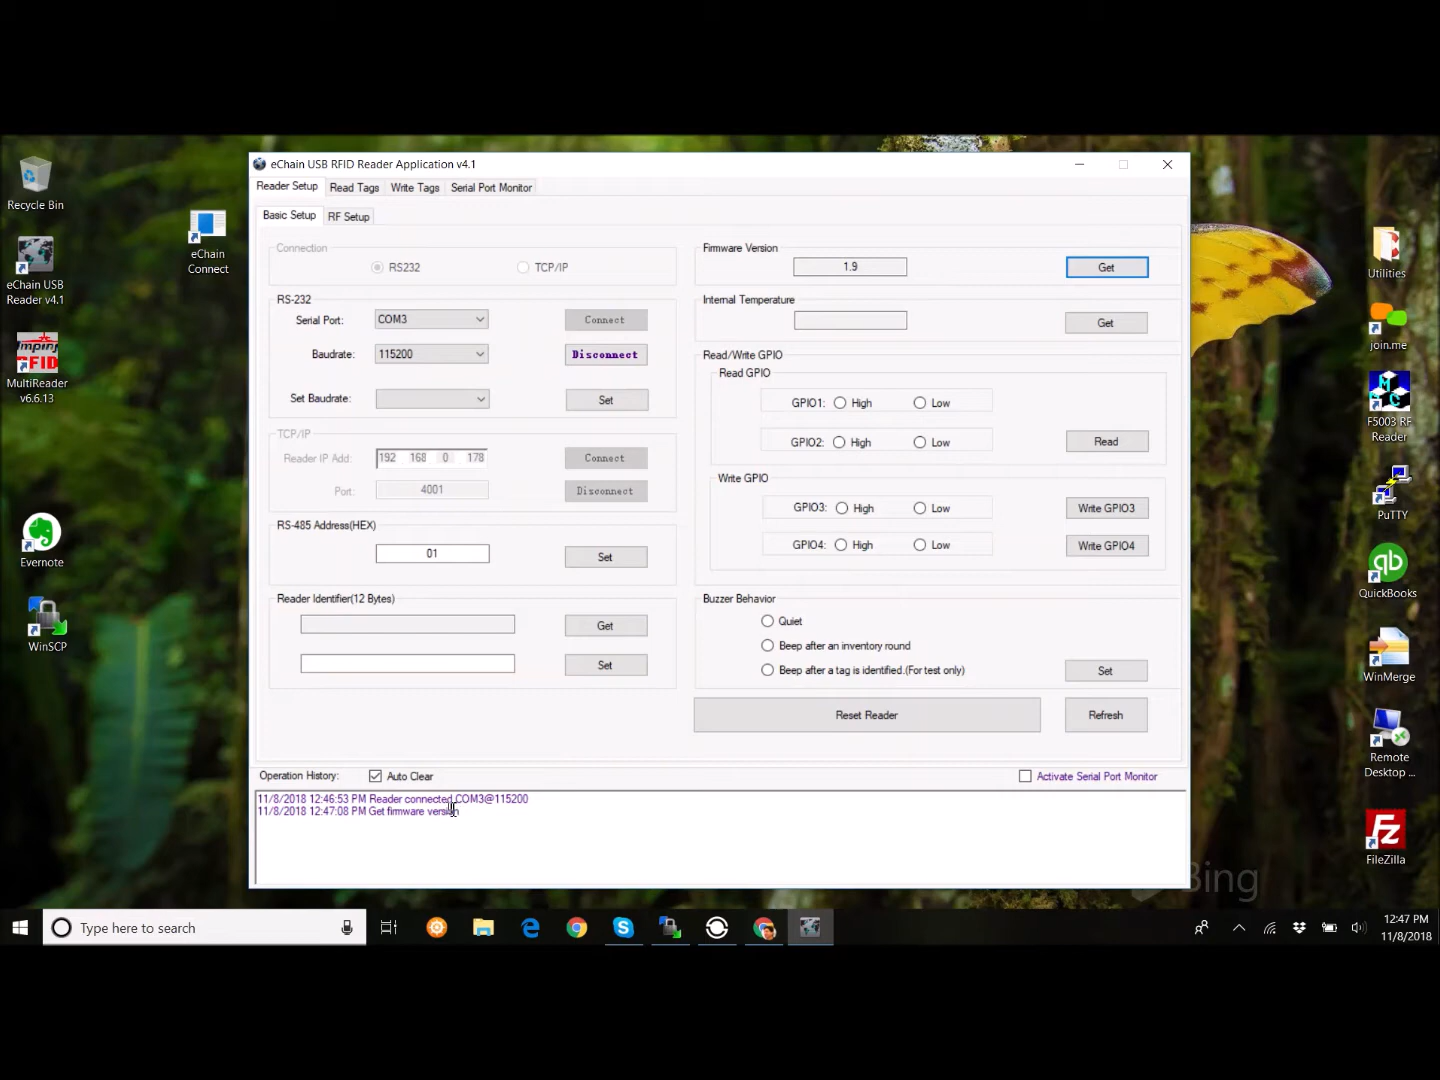 eChain USB RFID Reader Application v4.1
Reader Setup Read Tags Write Tags Serial Port Monitor
Basic Setup RF Setup
Connection
RS232 TCP/IP
RS-232
Serial Port: COM3 Connect
Baudrate: 115200 Disconnect
Set Baudrate: Set
TCP/IP
Reader IP Add: 192 168 0 178 Connect
Port: 4001 Disconnect
RS-485 Address(HEX)
01 Set
Reader Identifier(12 Bytes)
Get
Set
Firmware Version
1.9 Get
Internal Temperature
Get
Read/Write GPIO
Read GPIO
GPIO1: High Low
GPIO2: High Low Read
Write GPIO
GPIO3: High Low Write GPIO3
GPIO4: High Low Write GPIO4
Buzzer Behavior
Quiet
Beep after an inventory round
Beep after a tag is identified.(For test only) Set
Reset Reader Refresh
Operation History: Auto Clear Activate Serial Port Monitor
11/8/2018 12:46:53 PM Reader connected COM3@115200
11/8/2018 12:47:08 PM Get firmware version
Recycle Bin
eChain USB
Reader v4.1
Impinj
RFID
MultiReader
v6.6.13
Evernote
WinSCP
eChain
Connect
Utilities
join.me
M
C
F5003 RF
Reader
PuTTY
qb
QuickBooks
WinMerge
Remote
Desktop ...
Fz
FileZilla
Bing
Type here to search
12:47 PM
11/8/2018